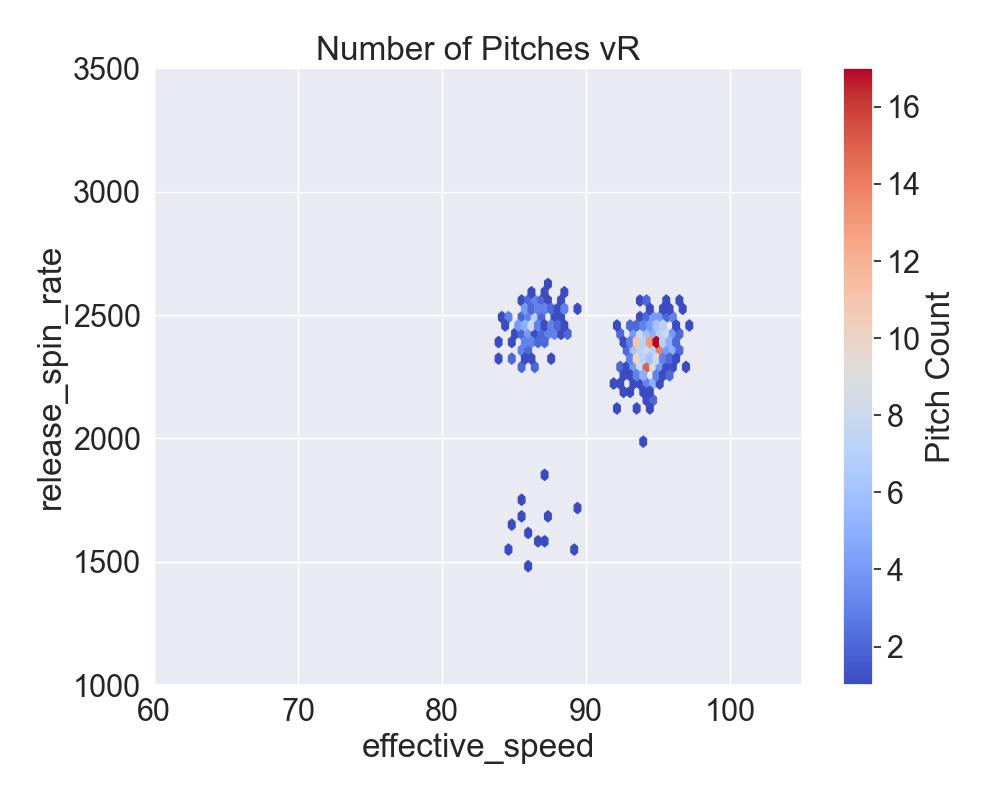 Number of Pitches vR
3500
3000
2500
2000
1500
1000
release_spin_rate
60 70 80 90 100
effective_speed
16
14
12
10
8
6
4
2
Pitch Count